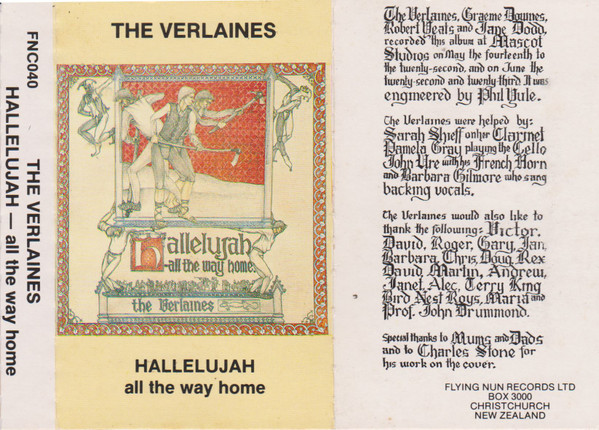 FNC040
THE VERLAINES
HALLELUJAH — all the way home
THE VERLAINES
Hallelujah
-all the way home.
the Verlaines
HALLELUJAH
all the way home
The Verlaines, Graeme Downes,
Robert Yeats and Jane Dodd,
recorded this album at Mascot
Studios on May the fourteenth to
the twenty-second, and on June the
twenty-second and twenty-third It was
engineered by Phil Yule.
The Verlaines were helped by:
Sarah Shieff on her Clarinet
Pamela Gray playing the Cello
John Ure with his French Horn
and Barbara Gilmore who sang
backing vocals.
The Verlaines would also like to
thank the following: Victor,
David, Roger, Gary, Jan,
Barbara, Chris, Doug, Rex
David, Martin, Andrew,
Janet, Alec, Terry King
Bird Nest Roys, Maria and
Prof. John Drummond.
Special thanks to Mums and Dads
and to Charles Stone for
his work on the cover.
FLYING NUN RECORDS LTD
BOX 3000
CHRISTCHURCH
NEW ZEALAND